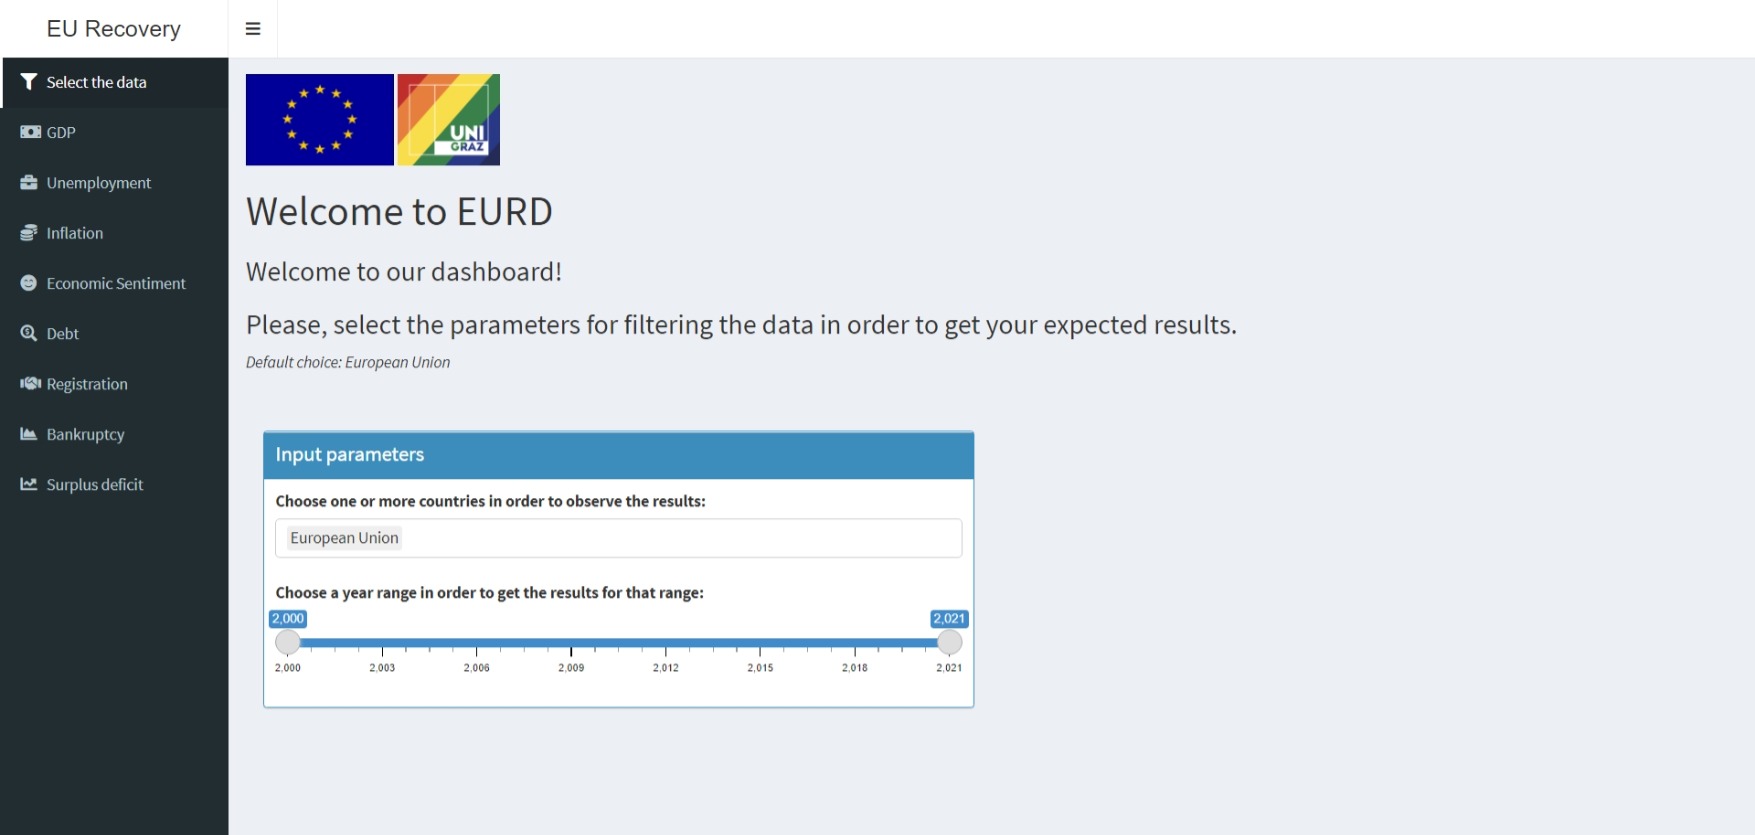 EU Recovery
Select the data
GDP
Unemployment
Inflation
Economic Sentiment
Debt
Registration
Bankruptcy
Surplus deficit
UNI
GRAZ
Welcome to EURD
Welcome to our dashboard!
Please, select the parameters for filtering the data in order to get your expected results.
Default choice: European Union
Input parameters
Choose one or more countries in order to observe the results:
European Union
Choose a year range in order to get the results for that range:
2,000 2,021
2,000 2,003 2,006 2,009 2,012 2,015 2,018 2,021